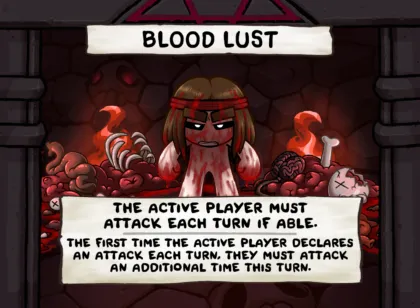 BLOOD LUST
THE ACTIVE PLAYER MUST
ATTACK EACH TURN IF ABLE.
THE FIRST TIME THE ACTIVE PLAYER DECLARES
AN ATTACK EACH TURN, THEY MUST ATTACK
AN ADDITIONAL TIME THIS TURN.